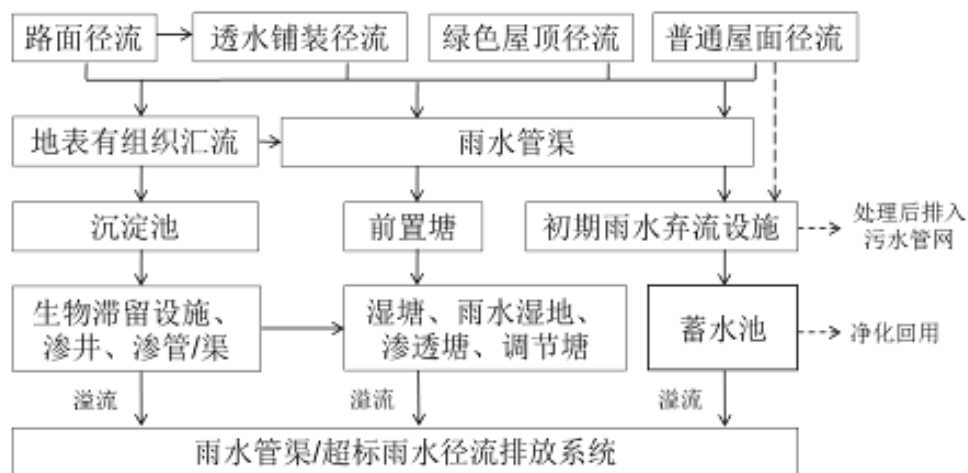 路面径流
透水铺装径流
绿色屋顶径流
普通屋面径流
地表有组织汇流
雨水管渠
沉淀池
前置塘
初期雨水弃流设施
处理后排入
污水管网
生物滞留设施、
渗井、渗管/渠
湿塘、雨水湿地、
渗透塘、调节塘
蓄水池
净化回用
溢流
溢流
溢流
雨水管渠/超标雨水径流排放系统